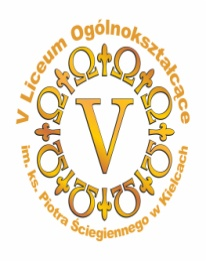 V Liceum Ogólnokształcące
V
im. ks. Piotra Ściegiennego w Kielcach